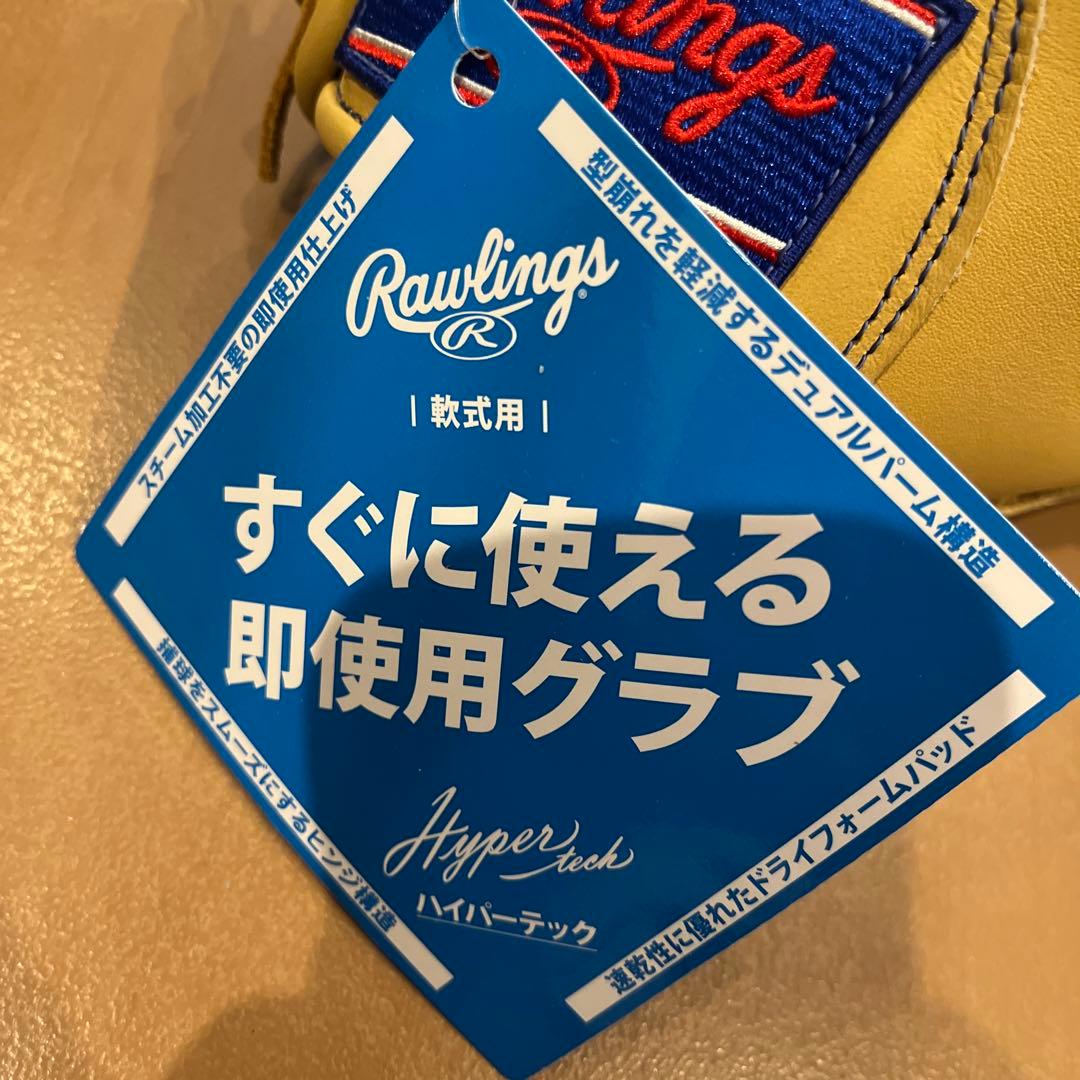 Rawlings
Rawlings®
R
| 軟式用 |
すぐに使える
即使用グラブ
Hyper tech
ハイパーテック
スチーム加工不要の即使用仕上げ
型崩れを軽減するデュアルパーム構造
捕球をスムーズにするヒンジ構造
速乾性に優れたドライフォームパッド